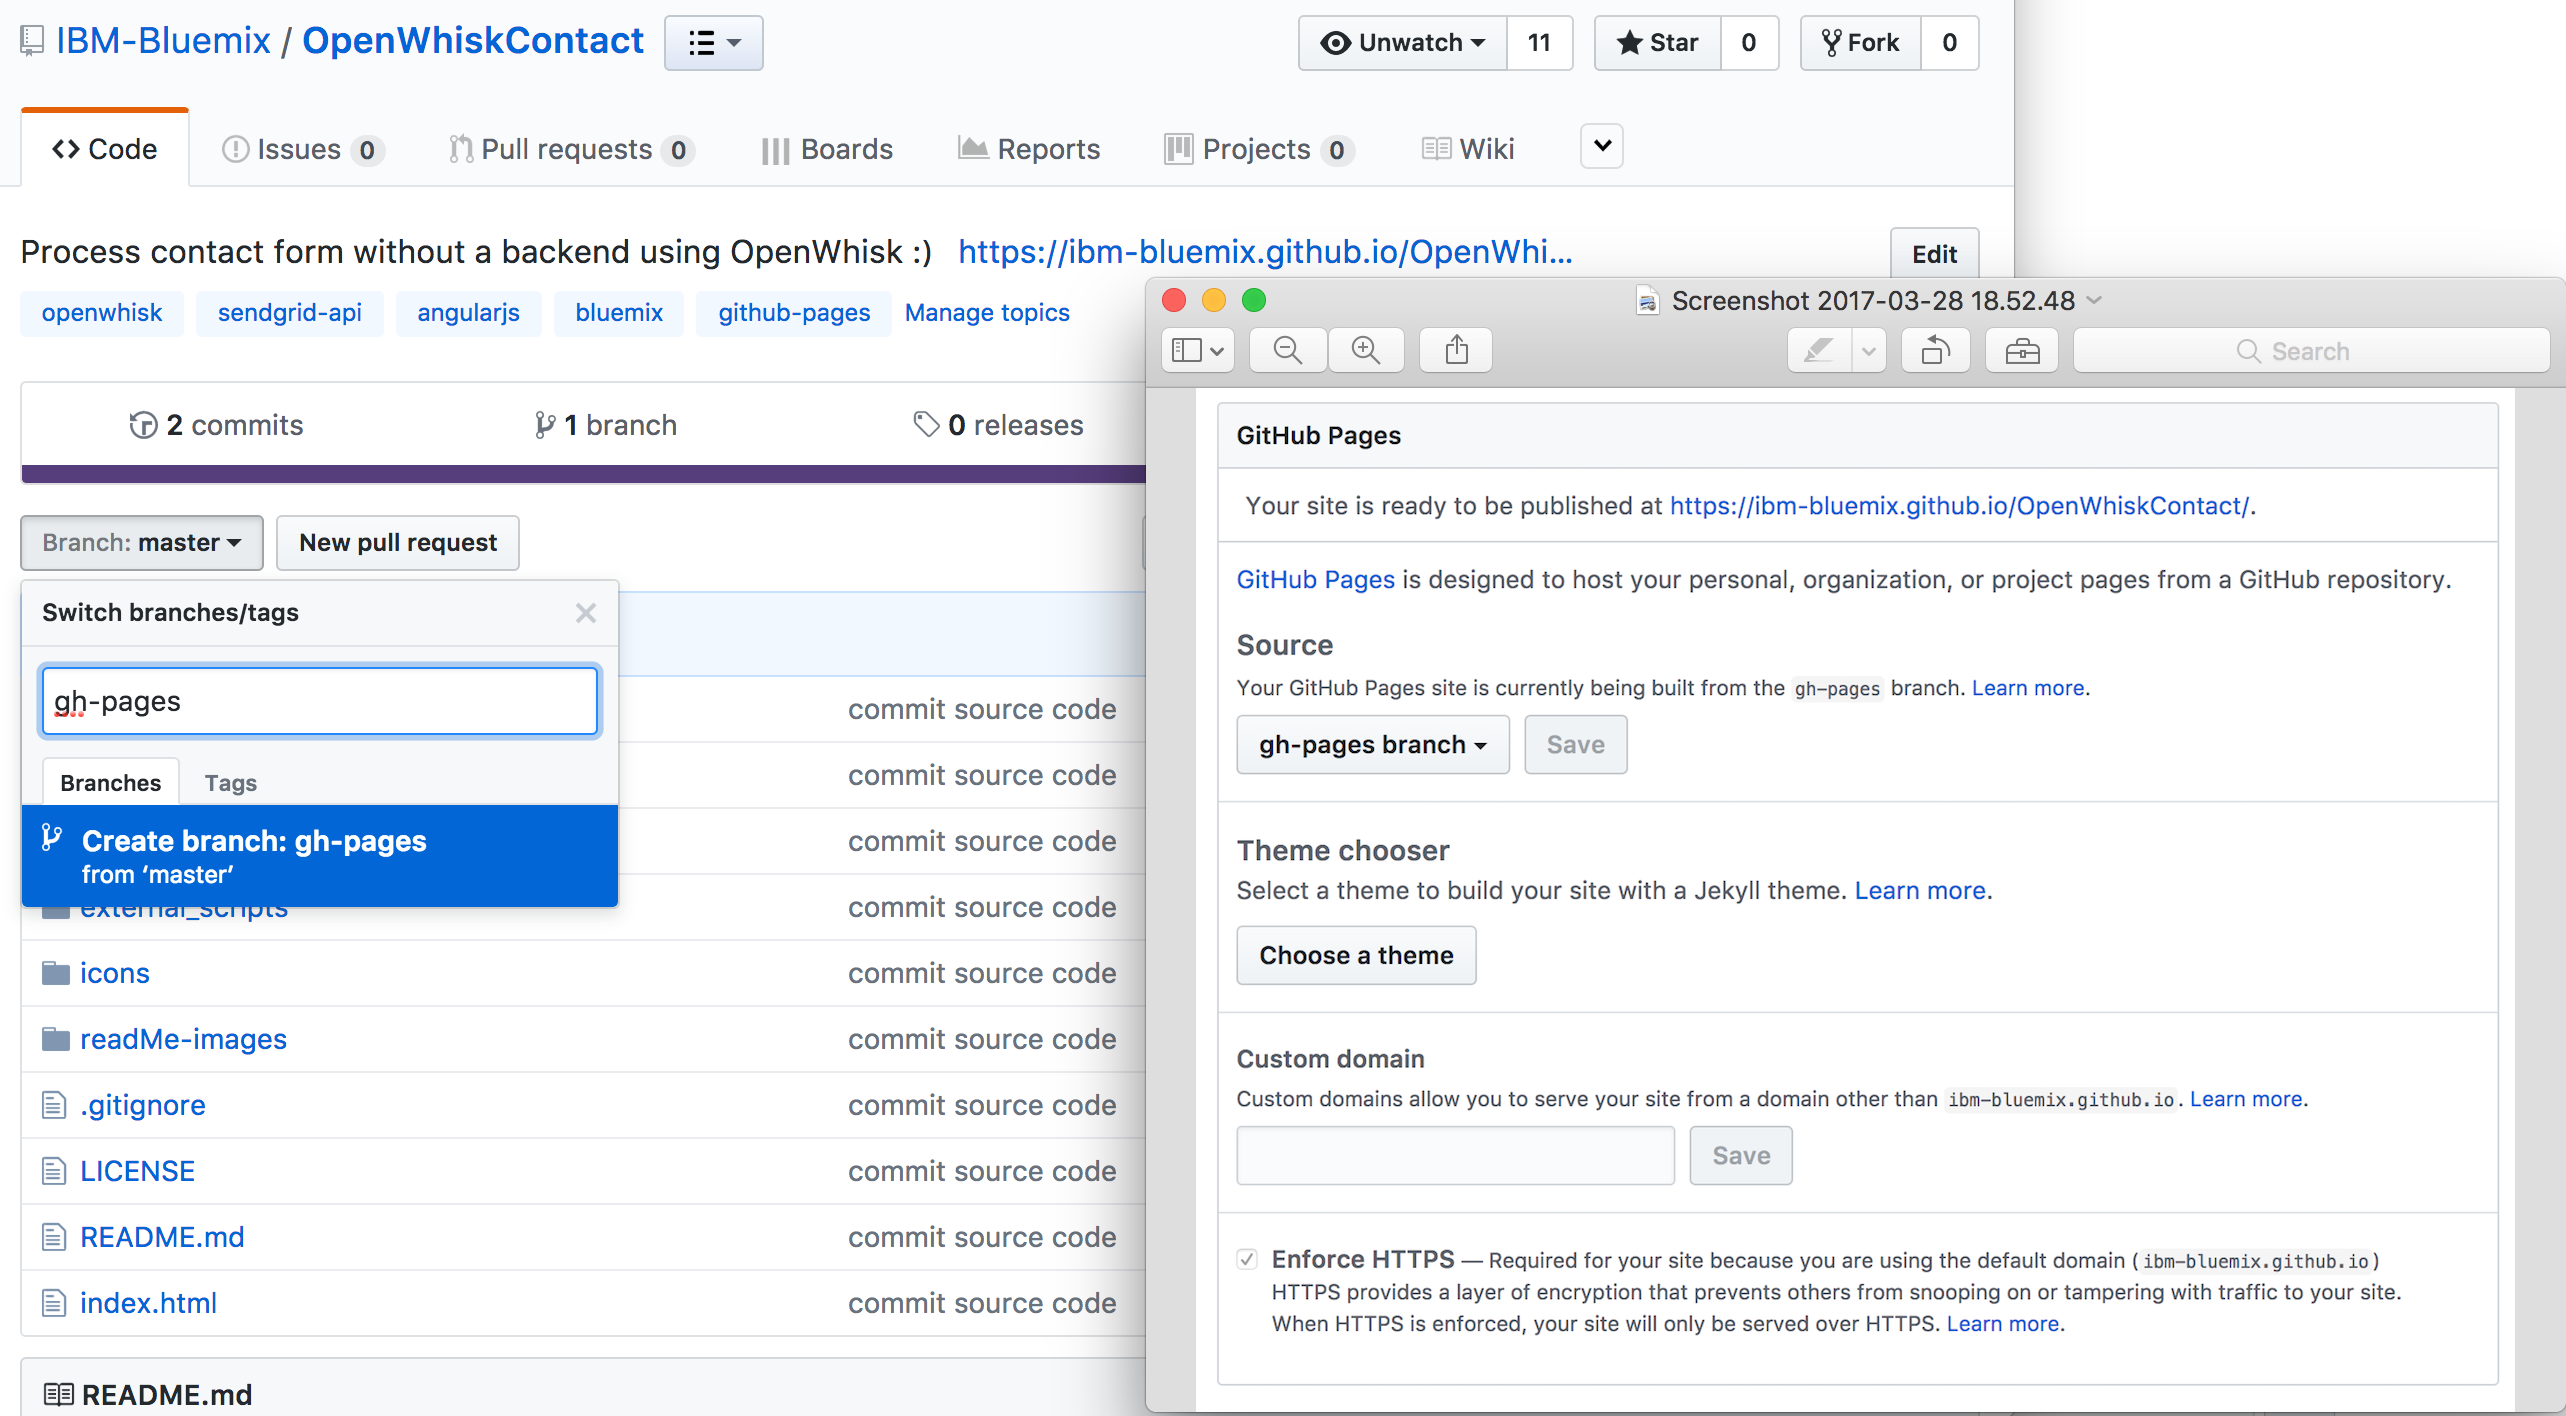 IBM-Bluemix / OpenWhiskContact
Unwatch 11 Star 0 Fork 0
Code Issues 0 Pull requests 0 Boards Reports Projects 0 Wiki
Process contact form without a backend using OpenWhisk :) https://ibm-bluemix.github.io/OpenWhi...
Edit
openwhisk sendgrid-api angularjs bluemix github-pages Manage topics
2 commits 1 branch 0 releases
Branch: master New pull request
Switch branches/tags
gh-pages
Branches Tags
Create branch: gh-pages
from ‘master’
commit source code
commit source code
commit source code
external_scripts commit source code
icons commit source code
readMe-images commit source code
.gitignore commit source code
LICENSE commit source code
README.md commit source code
index.html commit source code
README.md
Screenshot 2017-03-28 18.52.48
Search
GitHub Pages
Your site is ready to be published at https://ibm-bluemix.github.io/OpenWhiskContact/.
GitHub Pages is designed to host your personal, organization, or project pages from a GitHub repository.
Source
Your GitHub Pages site is currently being built from the gh-pages branch. Learn more.
gh-pages branch Save
Theme chooser
Select a theme to build your site with a Jekyll theme. Learn more.
Choose a theme
Custom domain
Custom domains allow you to serve your site from a domain other than ibm-bluemix.github.io. Learn more.
Save
Enforce HTTPS — Required for your site because you are using the default domain (ibm-bluemix.github.io)
HTTPS provides a layer of encryption that prevents others from snooping on or tampering with traffic to your site.
When HTTPS is enforced, your site will only be served over HTTPS. Learn more.